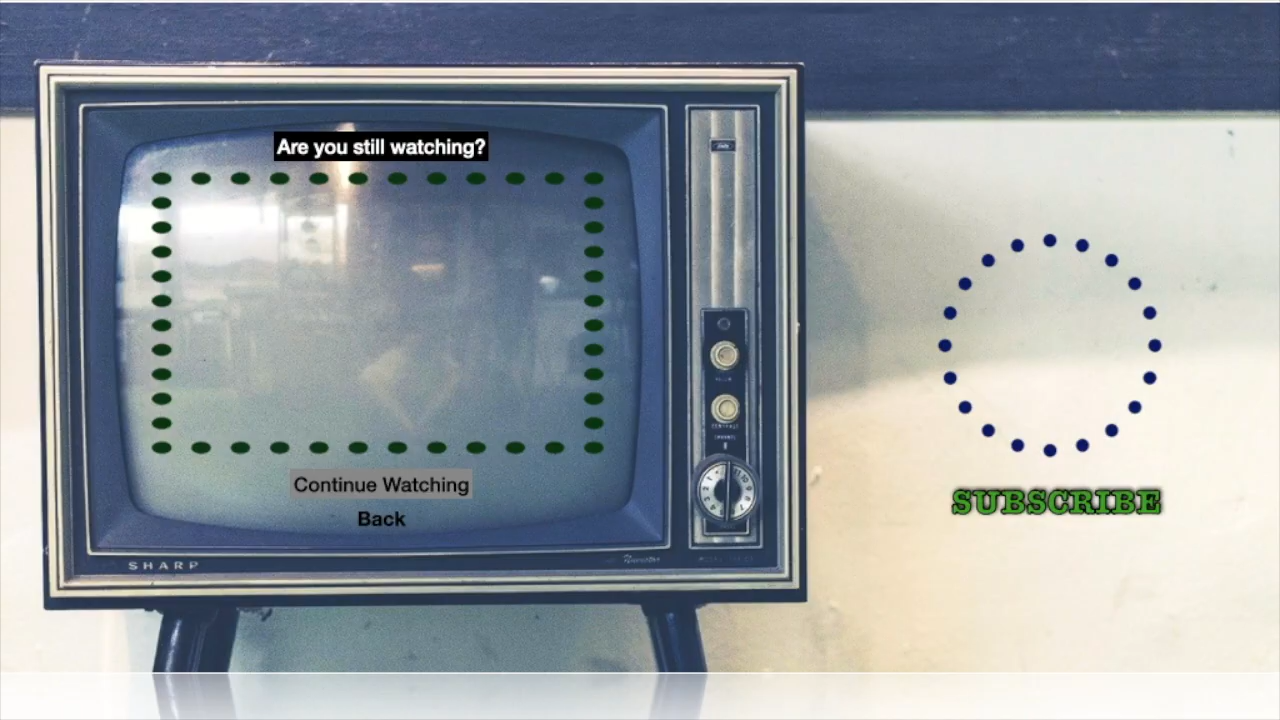 Are you still watching?
Continue Watching
Back
SHARP
SUBSCRIBE